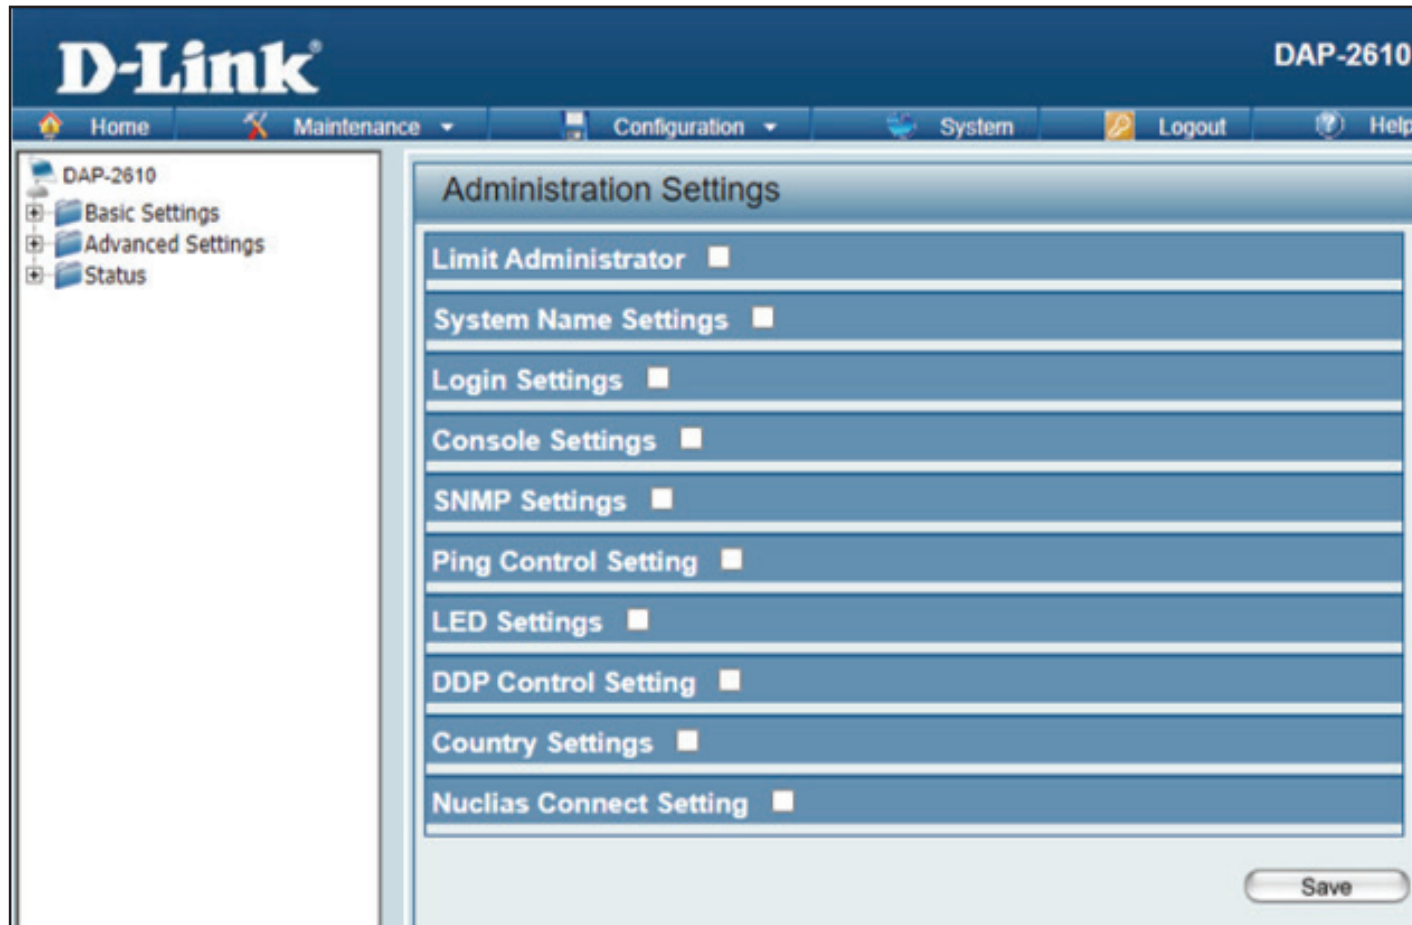 D-Link®
DAP-2610
Home Maintenance Configuration System Logout Help
DAP-2610
Basic Settings
Advanced Settings
Status
Administration Settings
Limit Administrator
System Name Settings
Login Settings
Console Settings
SNMP Settings
Ping Control Setting
LED Settings
DDP Control Setting
Country Settings
Nuclias Connect Setting
Save